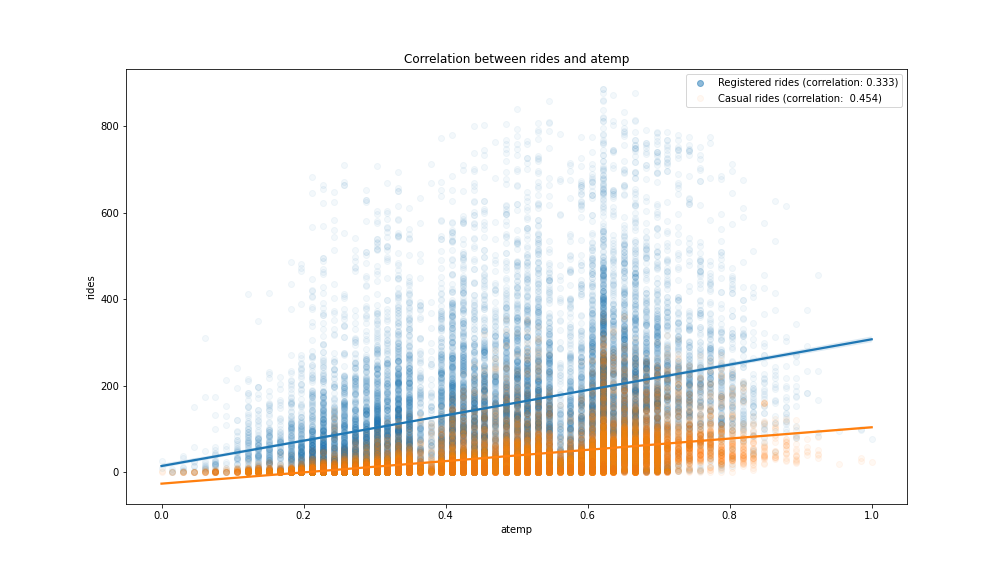 Correlation between rides and atemp
Registered rides (correlation: 0.333)
Casual rides (correlation:  0.454)
rides
800
600
400
200
0
0.0 0.2 0.4 0.6 0.8 1.0
atemp